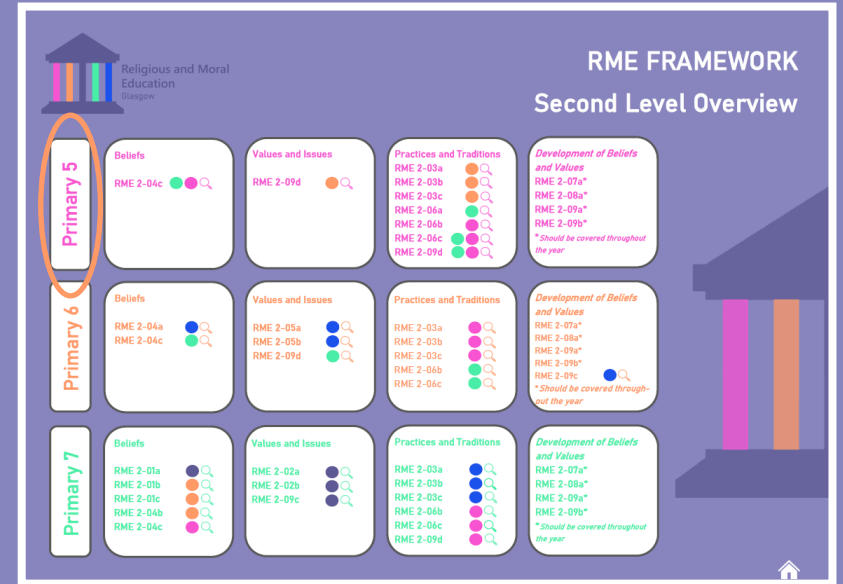 Religious and Moral
Education
Glasgow
RME FRAMEWORK
Second Level Overview
Primary 5
Beliefs
RME 2-04c
Values and Issues
RME 2-09d
Practices and Traditions
RME 2-03a
RME 2-03b
RME 2-03c
RME 2-06a
RME 2-06b
RME 2-06c
RME 2-09d
Development of Beliefs
and Values
RME 2-07a*
RME 2-08a*
RME 2-09a*
RME 2-09b*
*Should be covered throughout
the year
Primary 6
Beliefs
RME 2-04a
RME 2-04c
Values and Issues
RME 2-05a
RME 2-05b
RME 2-09d
Practices and Traditions
RME 2-03a
RME 2-03b
RME 2-03c
RME 2-06b
RME 2-06c
Development of Beliefs
and Values
RME 2-07a*
RME 2-08a*
RME 2-09a*
RME 2-09b*
RME 2-09c
*Should be covered through-
out the year
Primary 7
Beliefs
RME 2-01a
RME 2-01b
RME 2-01c
RME 2-04b
RME 2-04c
Values and Issues
RME 2-02a
RME 2-02b
RME 2-09c
Practices and Traditions
RME 2-03a
RME 2-03b
RME 2-03c
RME 2-06b
RME 2-06c
RME 2-09d
Development of Beliefs
and Values
RME 2-07a*
RME 2-08a*
RME 2-09a*
RME 2-09b*
*Should be covered throughout
the year